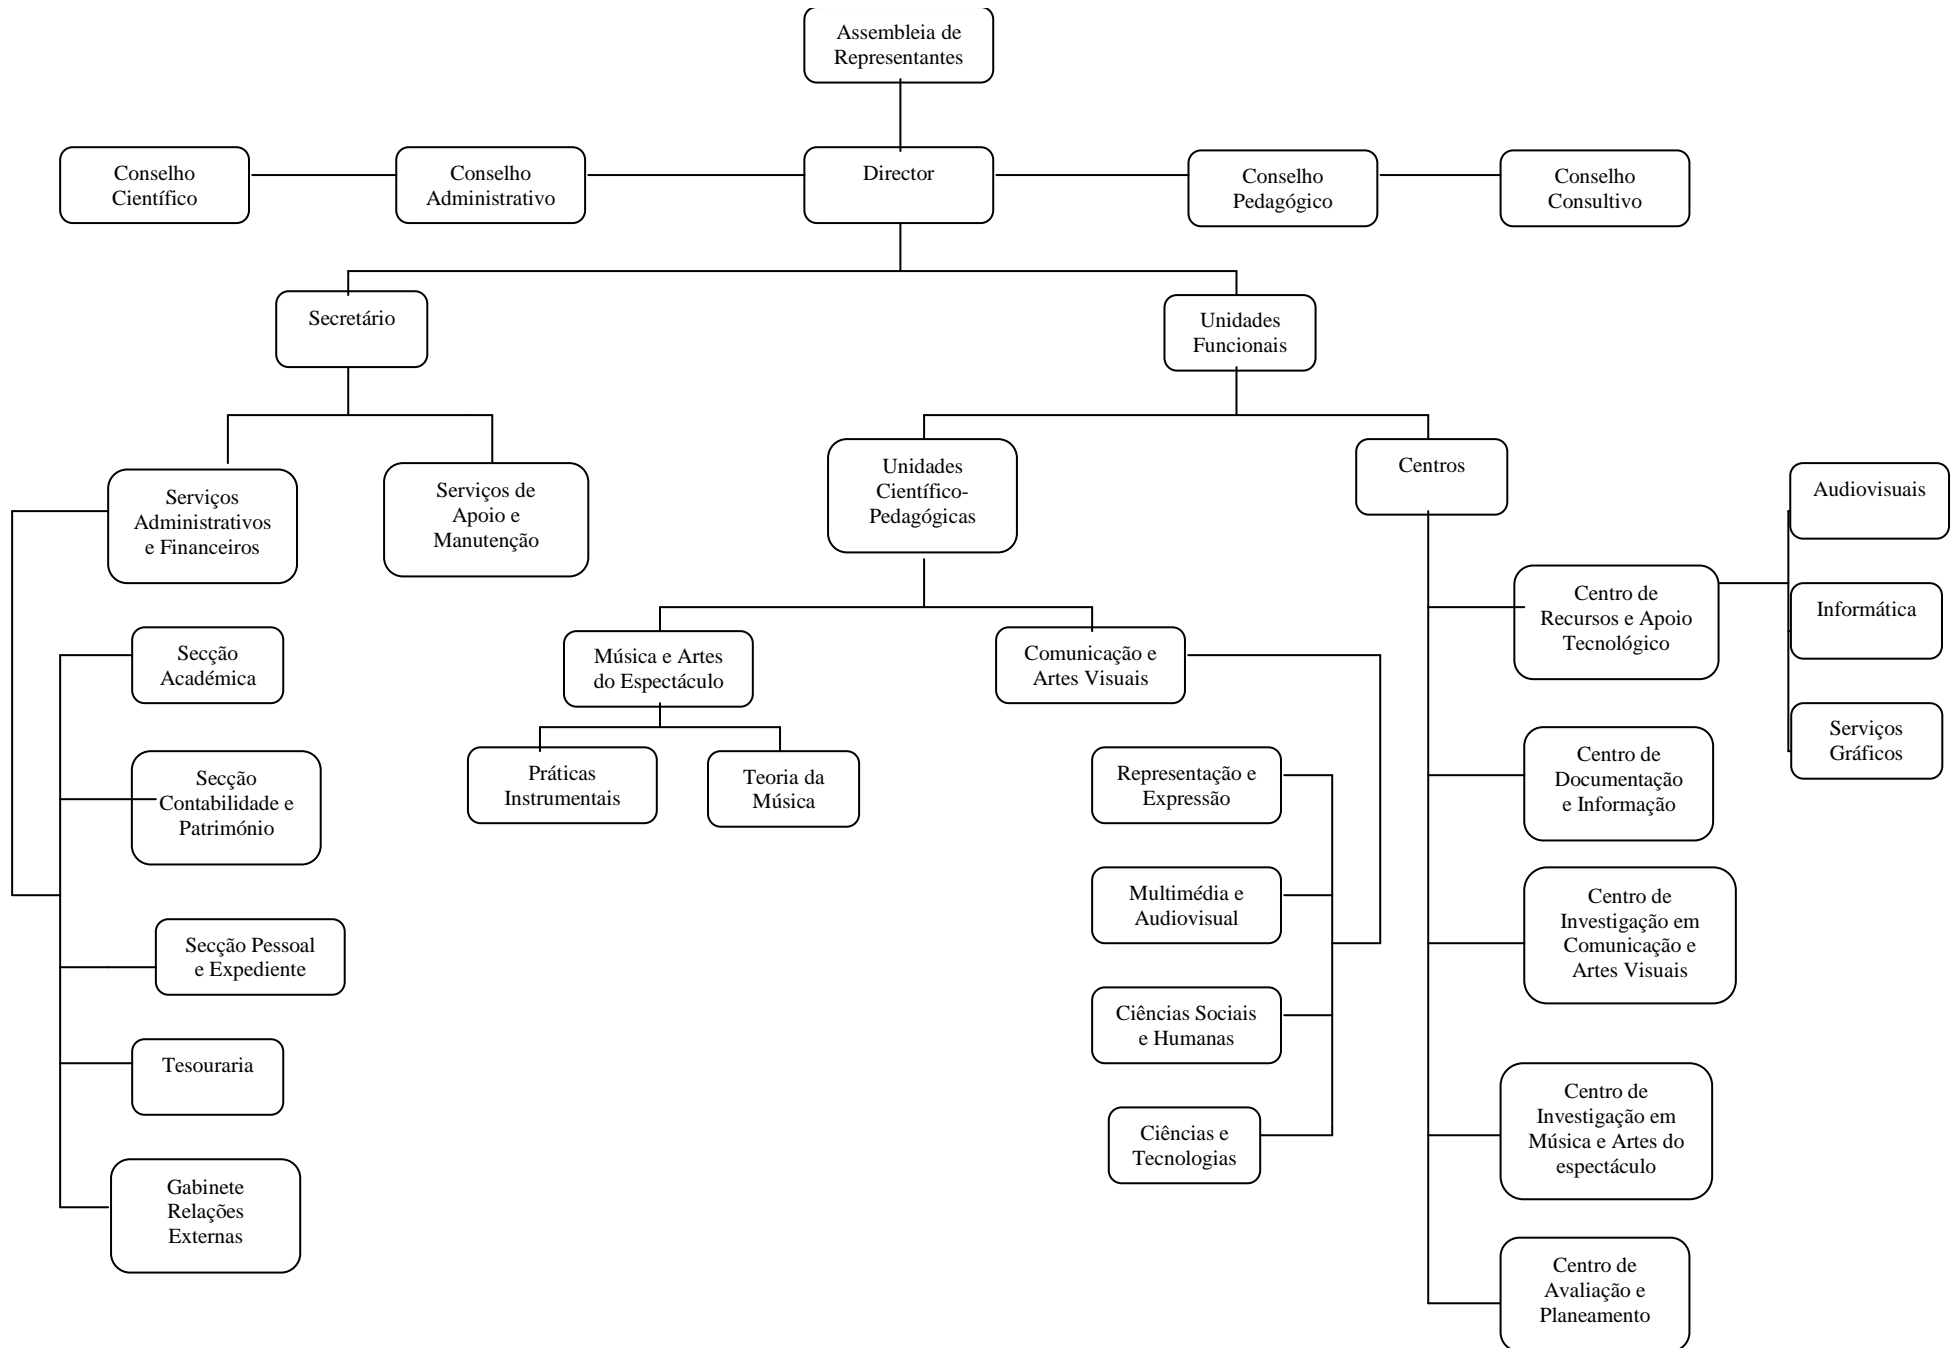 Assembleia de
Representantes
Conselho
Científico
Conselho
Administrativo
Director
Conselho
Pedagógico
Conselho
Consultivo
Secretário
Unidades
Funcionais
Serviços
Administrativos
e Financeiros
Serviços de
Apoio e
Manutenção
Unidades
Científico-
Pedagógicas
Centros
Audiovisuais
Informática
Serviços
Gráficos
Centro de
Recursos e Apoio
Tecnológico
Secção
Académica
Música e Artes
do Espectáculo
Comunicação e
Artes Visuais
Secção
Contabilidade e
Património
Práticas
Instrumentais
Teoria da
Música
Representação e
Expressão
Centro de
Documentação
e Informação
Multimédia e
Audiovisual
Centro de
Investigação em
Comunicação e
Artes Visuais
Secção Pessoal
e Expediente
Ciências Sociais
e Humanas
Tesouraria
Centro de
Investigação em
Música e Artes do
espectáculo
Ciências e
Tecnologias
Gabinete
Relações
Externas
Centro de
Avaliação e
Planeamento